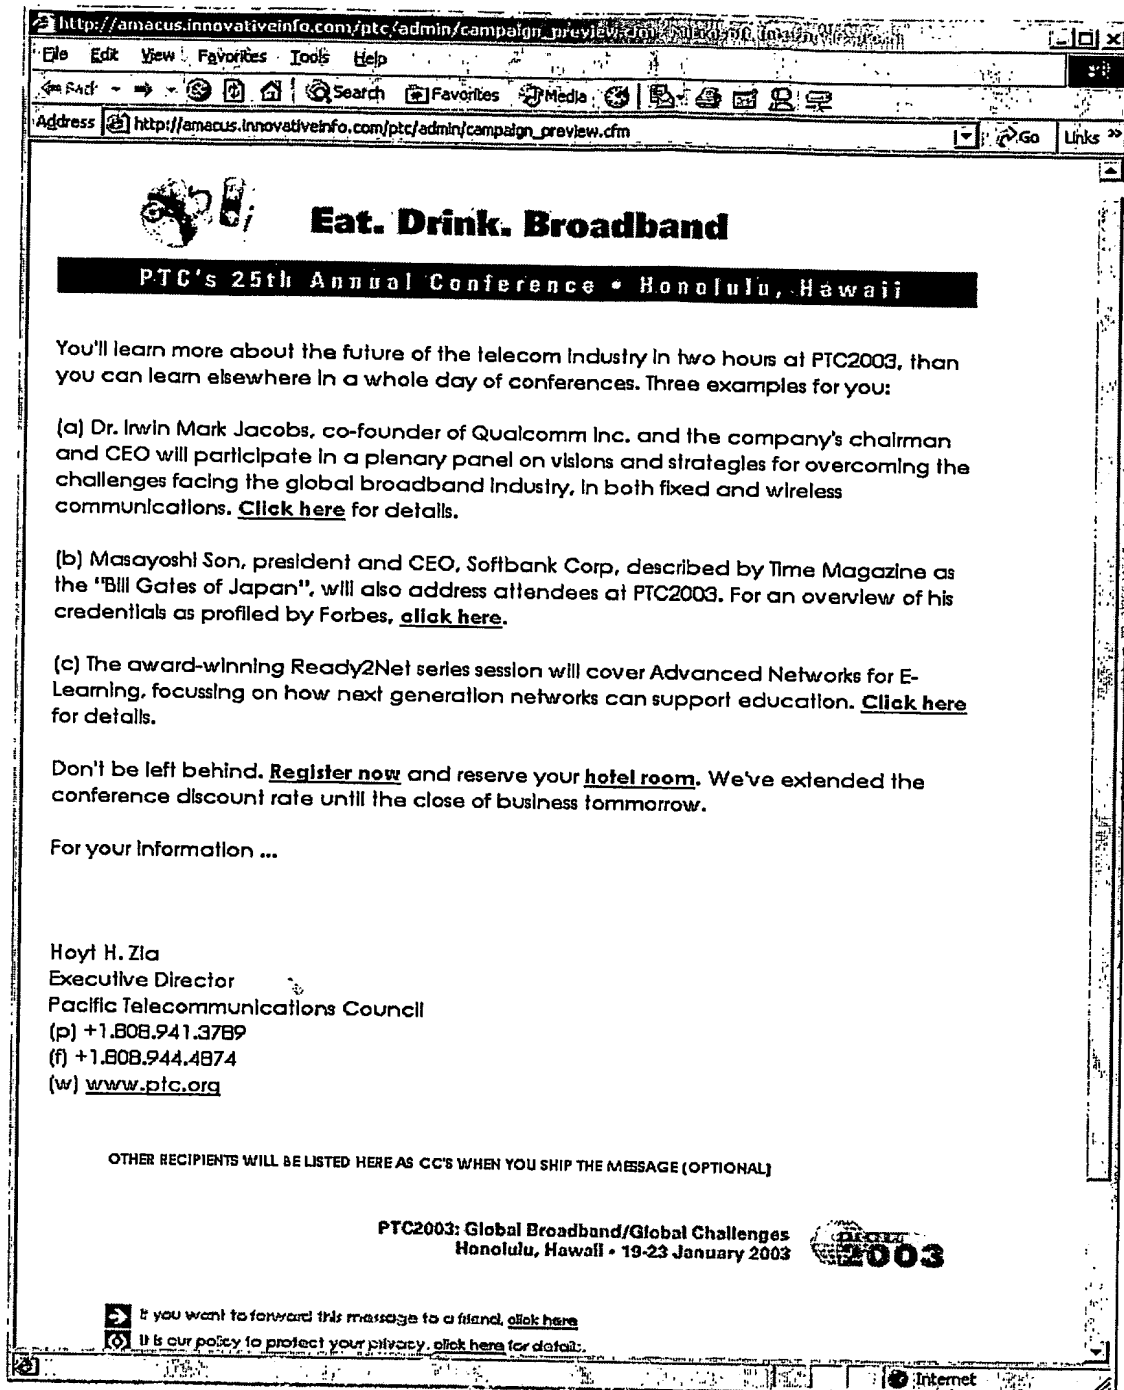 http://amacus.innovativeinfo.com/ptc/admin/campaign_preview
File Edit View Favorites Tools Help
Back Search Favorites Media
Address http://amacus.innovativeinfo.com/ptc/admin/campaign_preview.cfm Go Links »
Eat. Drink. Broadband
PTC's 25th Annual Conference • Honolulu, Hawaii
You'll learn more about the future of the telecom industry in two hours at PTC2003, than
you can learn elsewhere in a whole day of conferences. Three examples for you:
(a) Dr. Irwin Mark Jacobs, co-founder of Qualcomm Inc. and the company's chairman
and CEO will participate in a plenary panel on visions and strategies for overcoming the
challenges facing the global broadband industry, in both fixed and wireless
communications. Click here for details.
(b) Masayoshi Son, president and CEO, Softbank Corp, described by Time Magazine as
the "Bill Gates of Japan", will also address attendees at PTC2003. For an overview of his
credentials as profiled by Forbes, click here.
(c) The award-winning Ready2Net series session will cover Advanced Networks for E-
Learning, focussing on how next generation networks can support education. Click here
for details.
Don't be left behind. Register now and reserve your hotel room. We've extended the
conference discount rate until the close of business tommorrow.
For your information ...
Hoyt H. Zia
Executive Director
Pacific Telecommunications Council
(p) +1.808.941.3789
(f) +1.808.944.4874
(w) www.ptc.org
OTHER RECIPIENTS WILL BE LISTED HERE AS CC'S WHEN YOU SHIP THE MESSAGE (OPTIONAL)
PTC2003: Global Broadband/Global Challenges
Honolulu, Hawaii • 19-23 January 2003
2003
If you want to forward this message to a friend, click here
It is our policy to protect your privacy, click here for details.
Internet